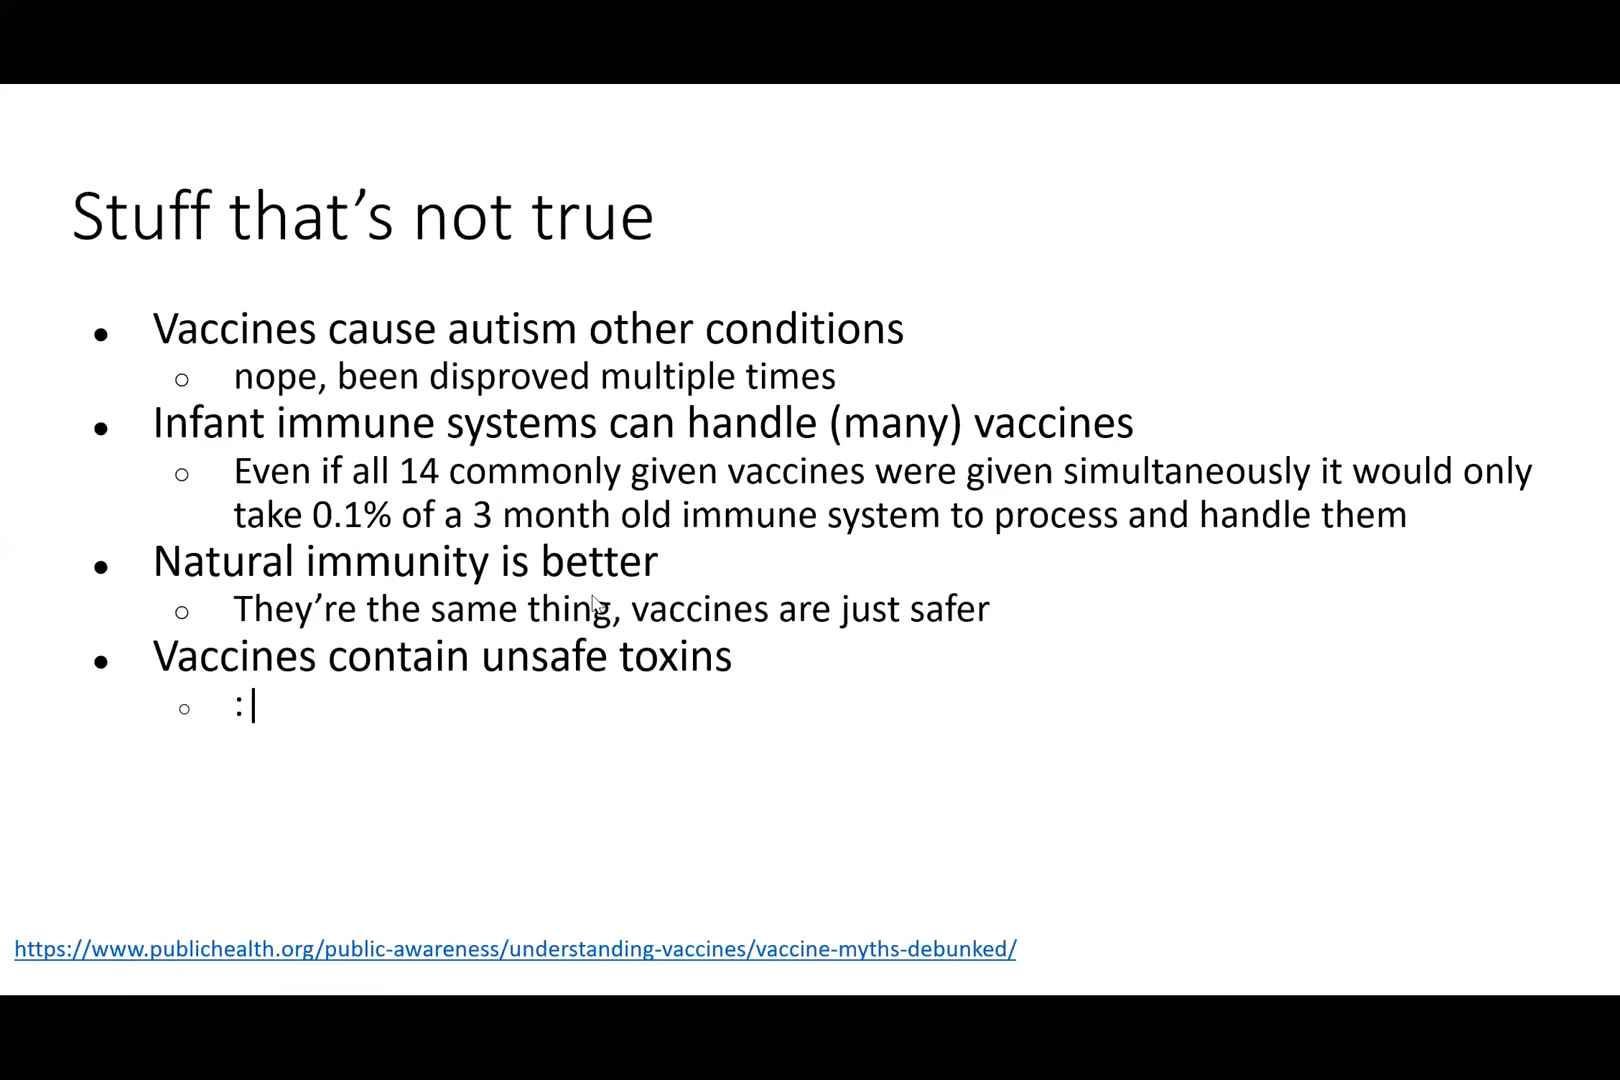 Stuff that’s not true
• Vaccines cause autism other conditions
○ nope, been disproved multiple times
• Infant immune systems can handle (many) vaccines
○ Even if all 14 commonly given vaccines were given simultaneously it would only
take 0.1% of a 3 month old immune system to process and handle them
• Natural immunity is better
○ They’re the same thing, vaccines are just safer
• Vaccines contain unsafe toxins
○ :|
https://www.publichealth.org/public-awareness/understanding-vaccines/vaccine-myths-debunked/